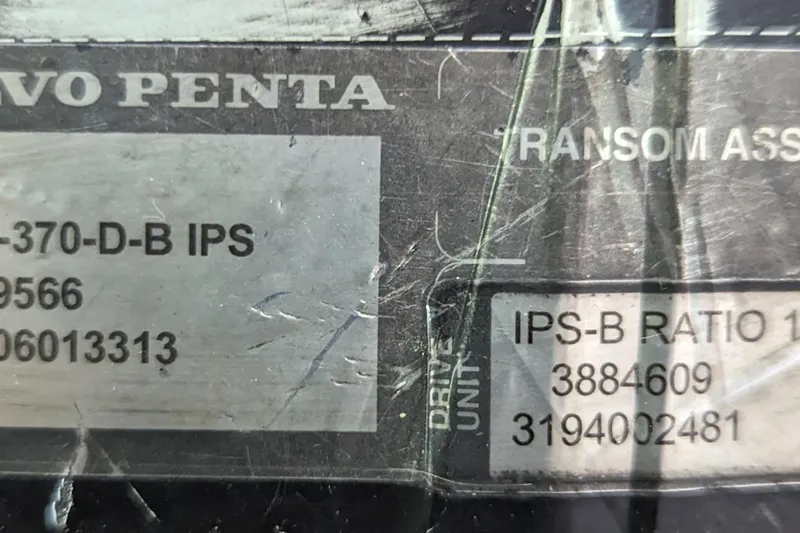 VO PENTA
TRANSOM ASS
-370-D-B IPS
9566
06013313
DRIVE
UNIT
IPS-B RATIO 1
3884609
3194002481